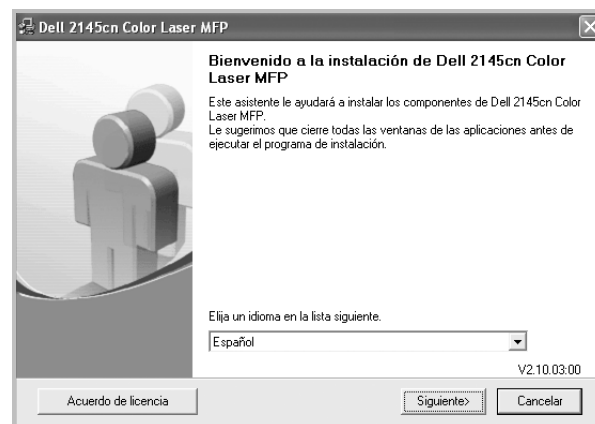 Dell 2145cn Color Laser MFP
Bienvenido a la instalación de Dell 2145cn Color
Laser MFP
Este asistente le ayudará a instalar los componentes de Dell 2145cn Color
Laser MFP.
Le sugerimos que cierre todas las ventanas de las aplicaciones antes de
ejecutar el programa de instalación.
Elija un idioma en la lista siguiente.
Español
V2.10.03:00
Acuerdo de licencia
Siguiente>
Cancelar